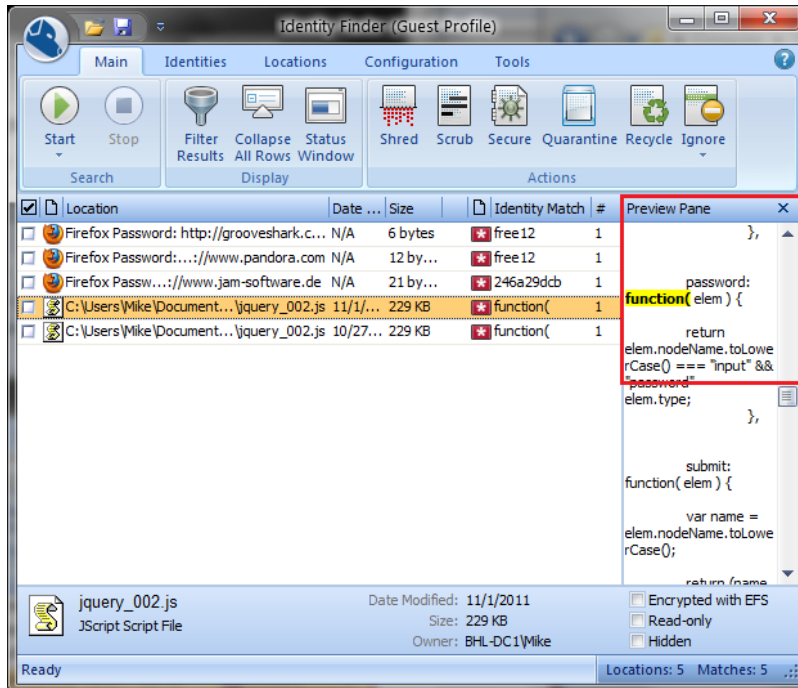 Identity Finder (Guest Profile)
Main Identities Locations Configuration Tools
Start Stop Filter Results Collapse All Rows Status Window Shred Scrub Secure Quarantine Recycle Ignore
Search Display Actions
Location Date ... Size Identity Match # Preview Pane
Firefox Password: http://grooveshark.c... N/A 6 bytes free12 1
Firefox Password:...://www.pandora.com N/A 12 by... free12 1
Firefox Passw...://www.jam-software.de N/A 21 by... 246a29dcb 1
C:\Users\Mike\Document...\jquery_002.js 11/1/... 229 KB function( 1
C:\Users\Mike\Document...\jquery_002.js 10/27... 229 KB function( 1
},
password:
function( elem ) {
return
elem.nodeName.toLowe
rCase() === "input" &&
"password"
elem.type;
},
submit:
function( elem ) {
var name =
elem.nodeName.toLowe
rCase();
return (name
jquery_002.js
JScript Script File
Date Modified: 11/1/2011
Size: 229 KB
Owner: BHL-DC1\Mike
Encrypted with EFS
Read-only
Hidden
Ready Locations: 5 Matches: 5